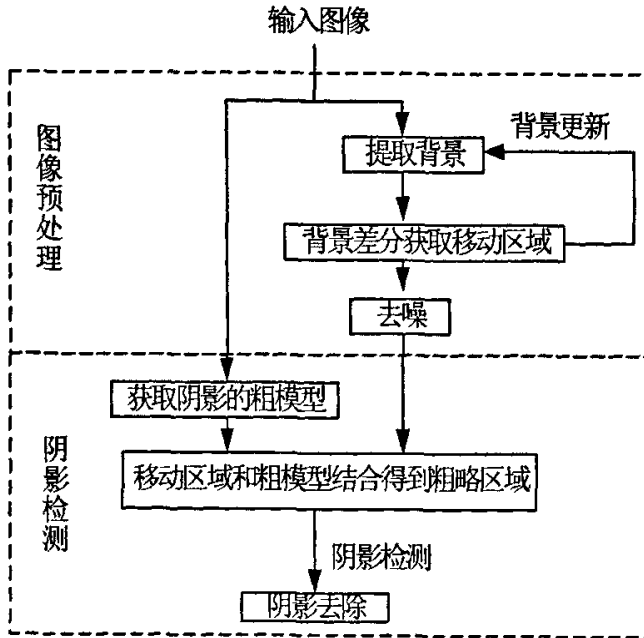 输入图像
图像预处理
背景更新
提取背景
背景差分获取移动区域
去噪
阴影检测
获取阴影的粗模型
移动区域和粗模型结合得到粗略区域
阴影检测
阴影去除